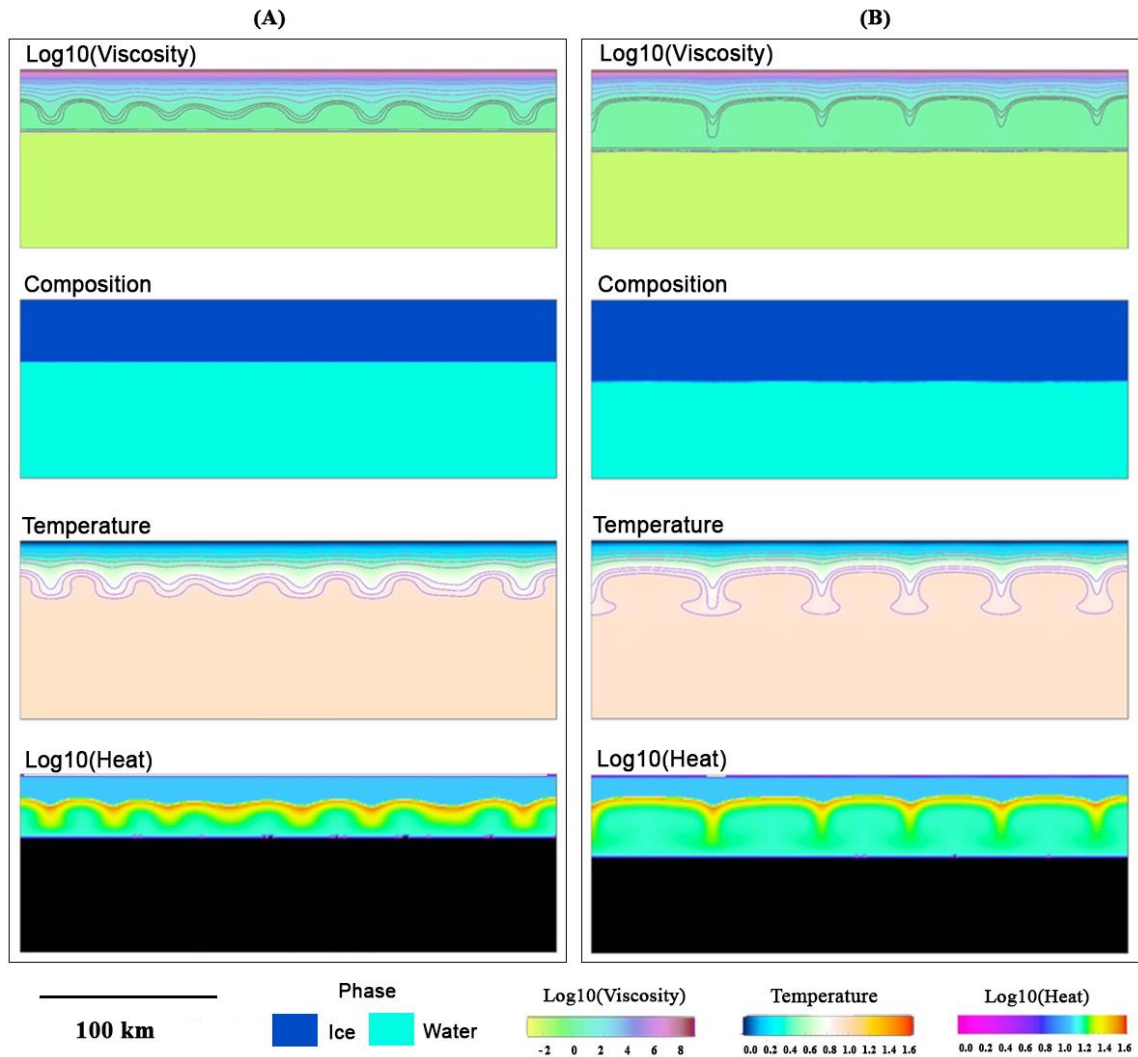 (A)
Log10(Viscosity)
Composition
Temperature
Log10(Heat)
(B)
Log10(Viscosity)
Composition
Temperature
Log10(Heat)
100 km
Phase
Ice
Water
Log10(Viscosity)
-2 0 2 4 6 8
Temperature
0.0 0.2 0.4 0.6 0.8 1.0 1.2 1.4 1.6
Log10(Heat)
0.0 0.2 0.4 0.6 0.8 1.0 1.2 1.4 1.6